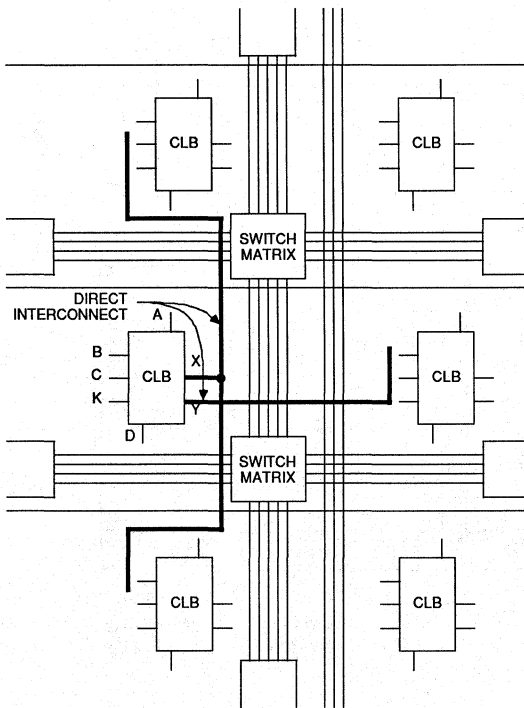 CLB
CLB
SWITCH
MATRIX
DIRECT
INTERCONNECT
A
B
X
C
CLB
CLB
K
Y
D
SWITCH
MATRIX
CLB
CLB